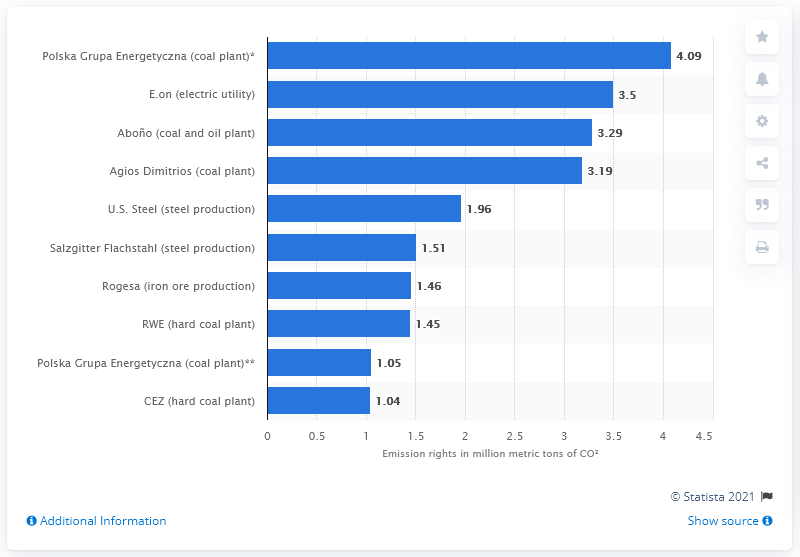 Polska Grupa Energetyczna (coal plant)* 4.09
E.on (electric utility) 3.5
Aboño (coal and oil plant) 3.29
Agios Dimitrios (coal plant) 3.19
U.S. Steel (steel production) 1.96
Salzgitter Flachstahl (steel production) 1.51
Rogesa (iron ore production) 1.46
RWE (hard coal plant) 1.45
Polska Grupa Energetyczna (coal plant)** 1.05
CEZ (hard coal plant) 1.04
0 0.5 1 1.5 2 2.5 3 3.5 4 4.5
Emission rights in million metric tons of CO²
© Statista 2021
Additional Information Show source